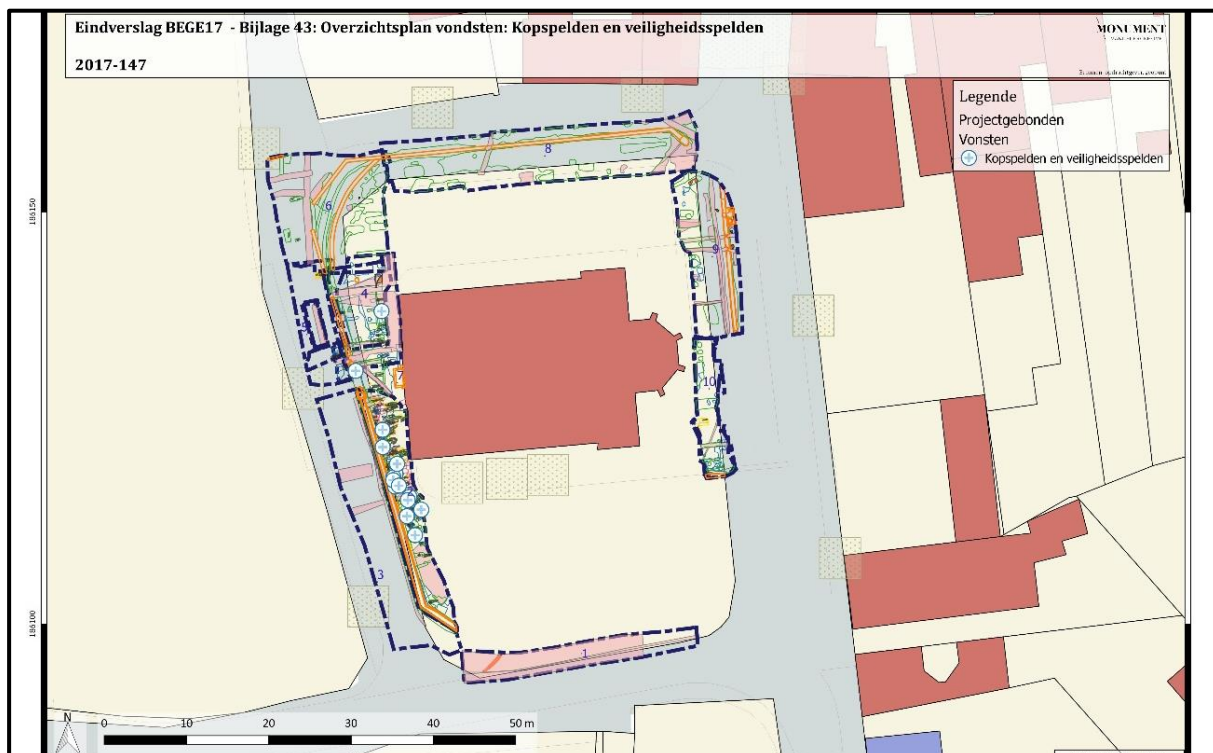 Eindverslag BEGE17 - Bijlage 43: Overzichtsplan vondsten: Kopspelden en veiligheidsspelden
MONUMENT
2017-147
Legende
Projectgebonden
Vonsten
Kopspelden en veiligheidsspelden
8
6
186150
9
4
5
7
10
2
3
186100
1
N
0 10 20 30 40 50 m